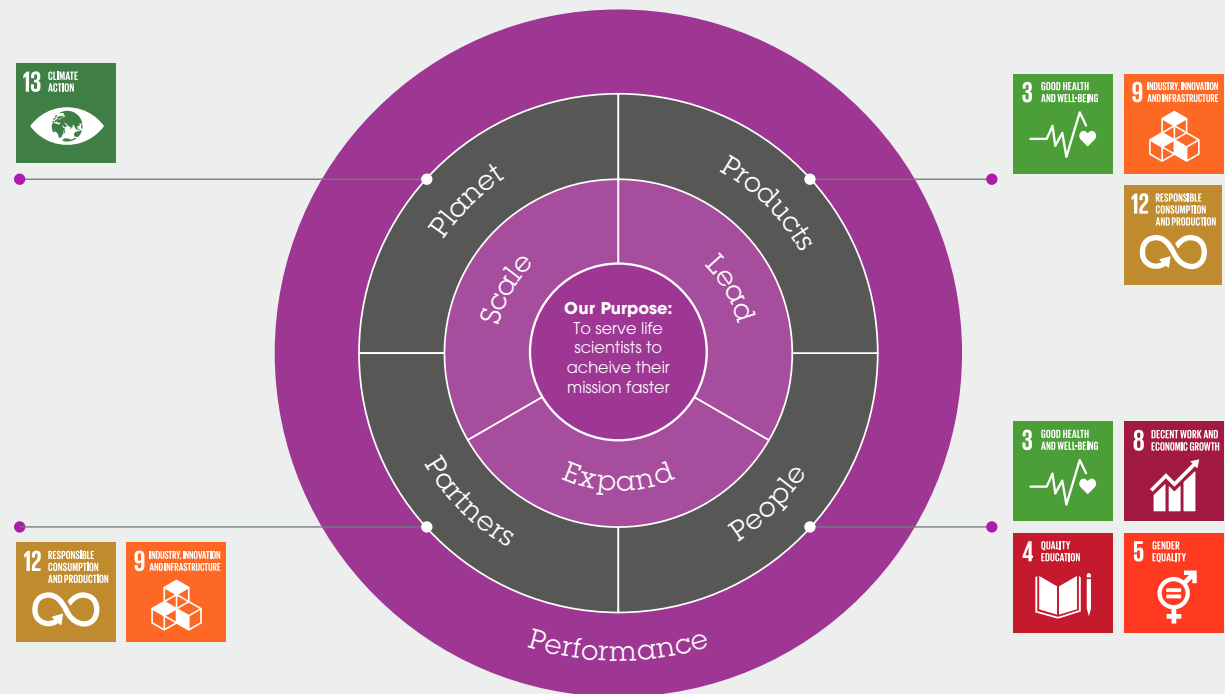 13 CLIMATE
ACTION
3 GOOD HEALTH
AND WELL-BEING
9 INDUSTRY, INNOVATION
AND INFRASTRUCTURE
12 RESPONSIBLE
CONSUMPTION
AND PRODUCTION
Planet
Products
Scale
Lead
Our Purpose:
To serve life
scientists to
acheive their
mission faster
Expand
Partners
People
Performance
12 RESPONSIBLE
CONSUMPTION
AND PRODUCTION
9 INDUSTRY, INNOVATION
AND INFRASTRUCTURE
3 GOOD HEALTH
AND WELL-BEING
8 DECENT WORK AND
ECONOMIC GROWTH
4 QUALITY
EDUCATION
5 GENDER
EQUALITY